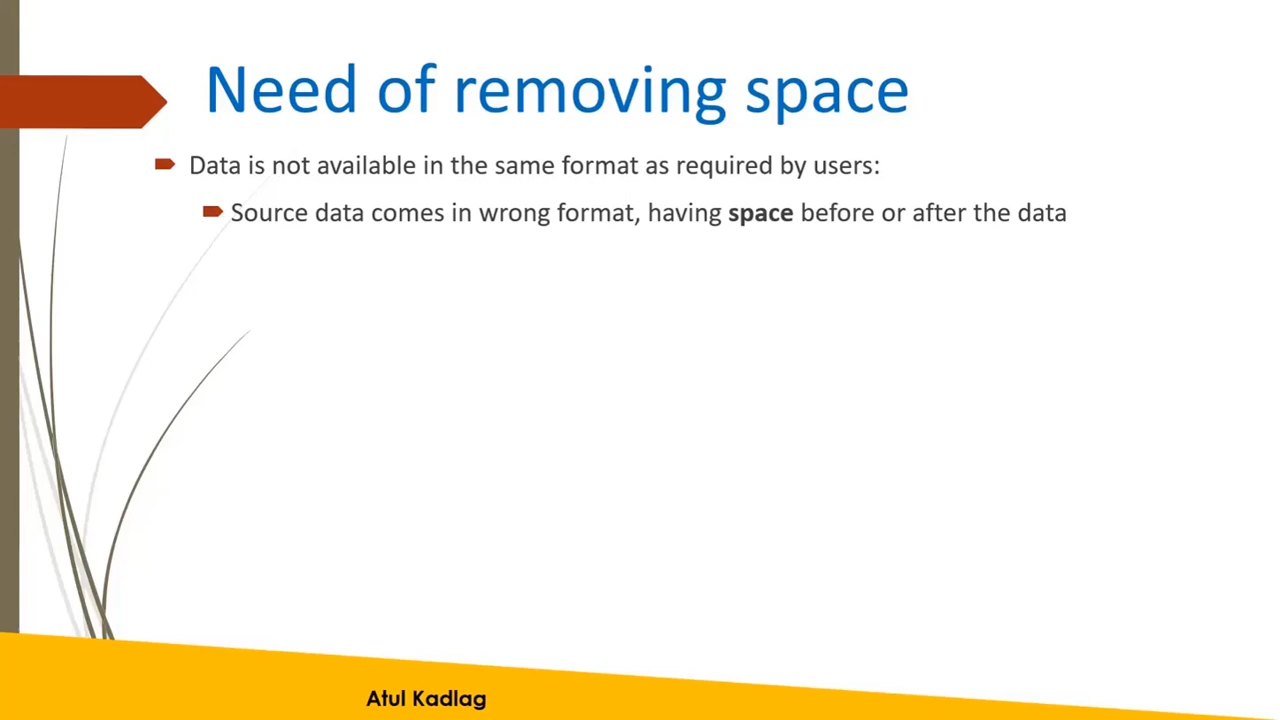 Need of removing space
Data is not available in the same format as required by users:
Source data comes in wrong format, having space before or after the data
Atul Kadlag